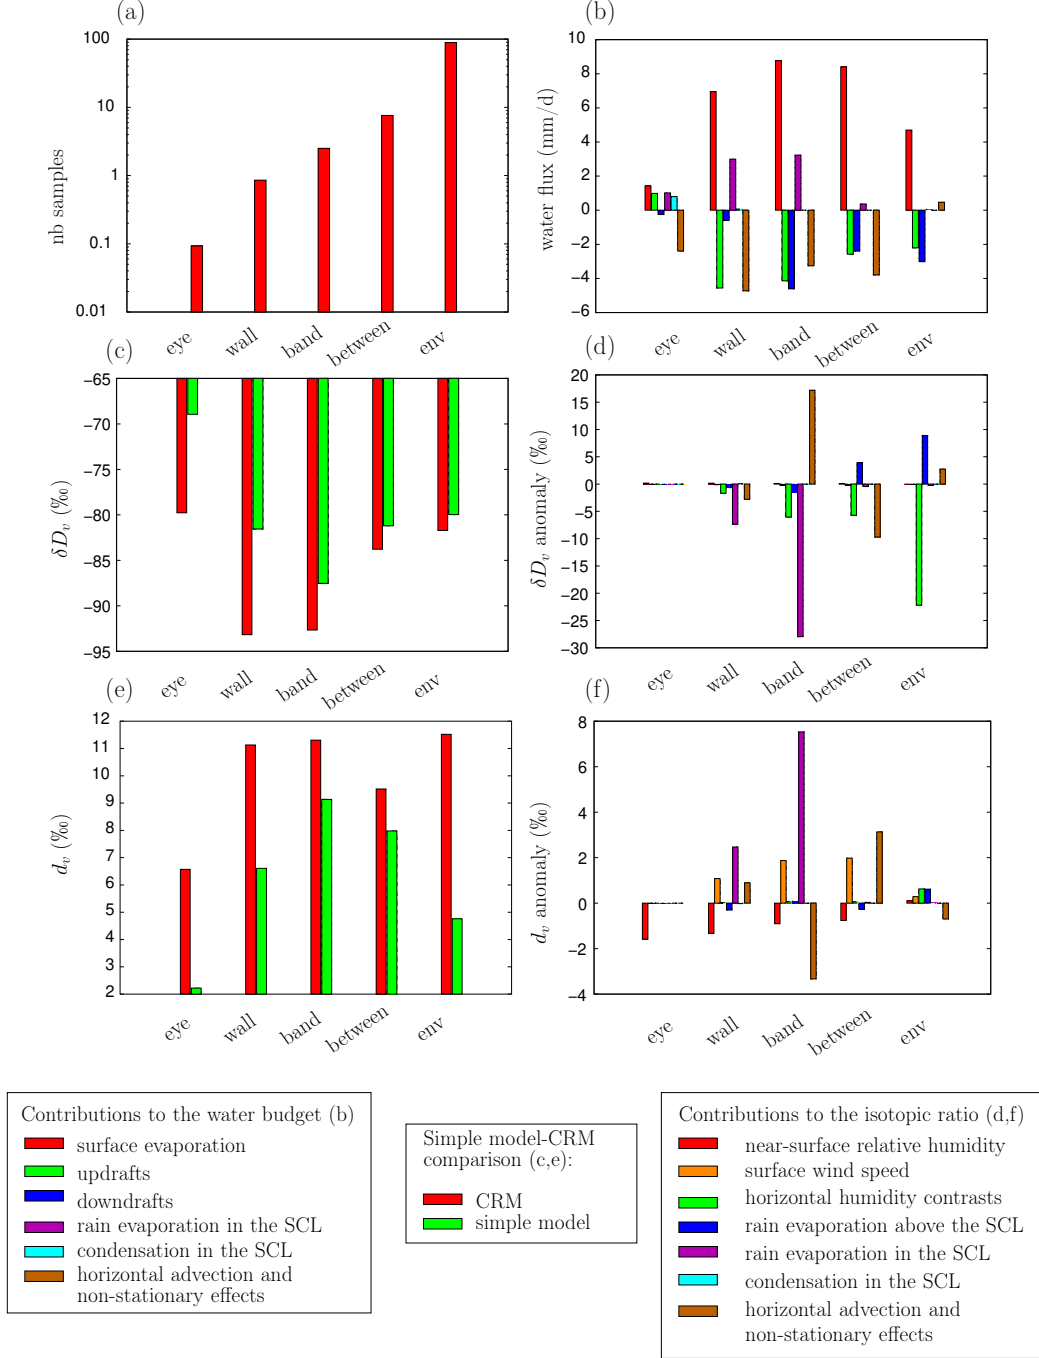 (a)
100
10
1
0.1
0.01
nb samples
eye
wall
band
between
env
(b)
10
8
6
4
2
0
−2
−4
−6
water flux (mm/d)
eye
wall
band
between
env
(c)
−65
−70
−75
−80
−85
−90
−95
δD_v (‰)
eye
wall
band
between
env
(d)
20
15
10
5
0
−5
−10
−15
−20
−25
−30
δD_v anomaly (‰)
eye
wall
band
between
env
(e)
12
11
10
9
8
7
6
5
4
3
2
d_v (‰)
eye
wall
band
between
env
(f)
8
6
4
2
0
−2
−4
d_v anomaly (‰)
eye
wall
band
between
env
Contributions to the water budget (b)
surface evaporation
updrafts
downdrafts
rain evaporation in the SCL
condensation in the SCL
horizontal advection and
non-stationary effects
Simple model-CRM
comparison (c,e):
CRM
simple model
Contributions to the isotopic ratio (d,f)
near-surface relative humidity
surface wind speed
horizontal humidity contrasts
rain evaporation above the SCL
rain evaporation in the SCL
condensation in the SCL
horizontal advection and
non-stationary effects